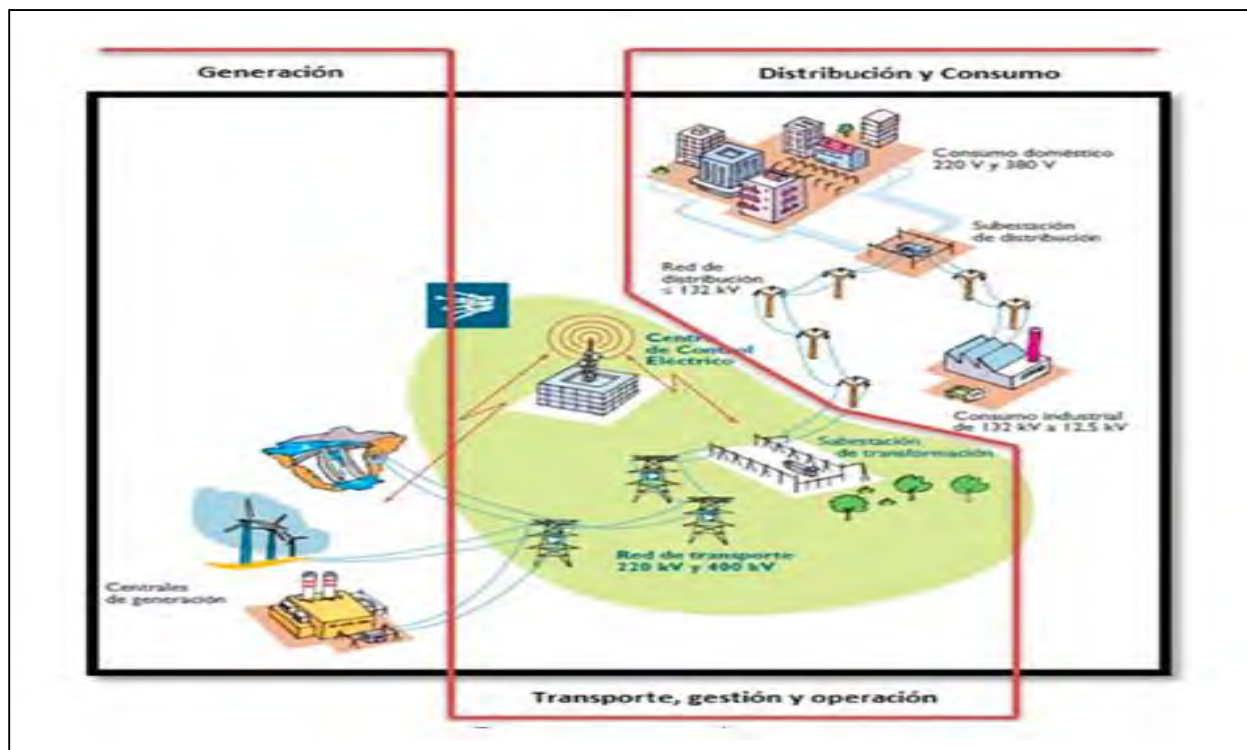 Generación
Distribución y Consumo
Consumo doméstico
220 V y 380 V
Subestación
de distribución
Red de
distribución
≤ 132 kV
de Control
Eléctrico
Consumo industrial
de 132 kV a 12.5 kV
Subestación
de transformación
Red de transporte
220 kV y 400 kV
Centrales
de generación
Transporte, gestión y operación